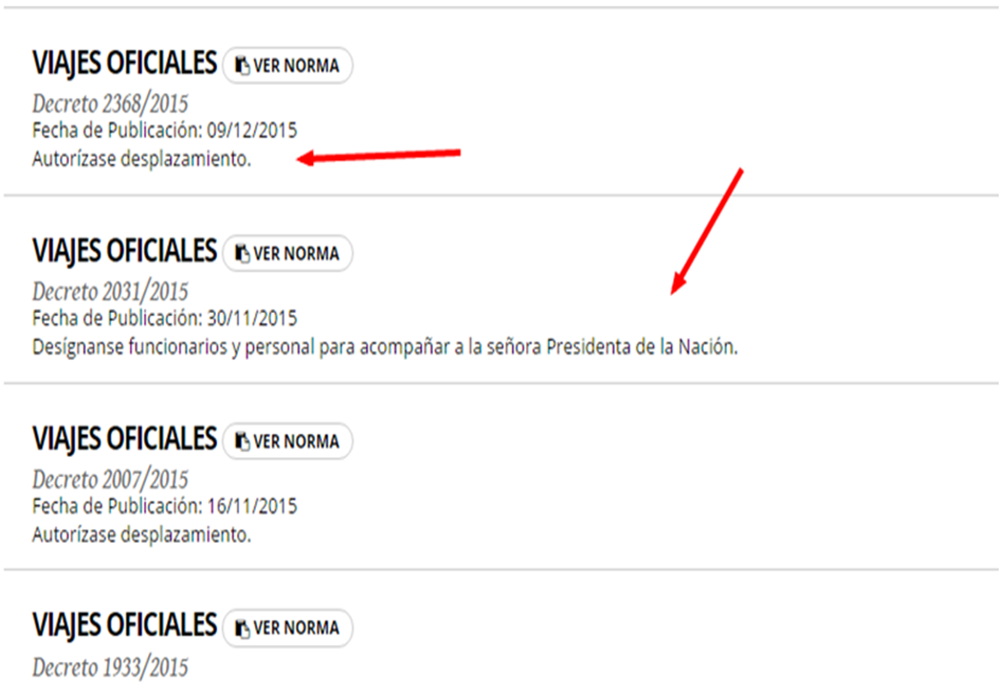 VIAJES OFICIALES VER NORMA
Decreto 2368/2015
Fecha de Publicación: 09/12/2015
Autorízase desplazamiento.
VIAJES OFICIALES VER NORMA
Decreto 2031/2015
Fecha de Publicación: 30/11/2015
Desígnanse funcionarios y personal para acompañar a la señora Presidenta de la Nación.
VIAJES OFICIALES VER NORMA
Decreto 2007/2015
Fecha de Publicación: 16/11/2015
Autorízase desplazamiento.
VIAJES OFICIALES VER NORMA
Decreto 1933/2015